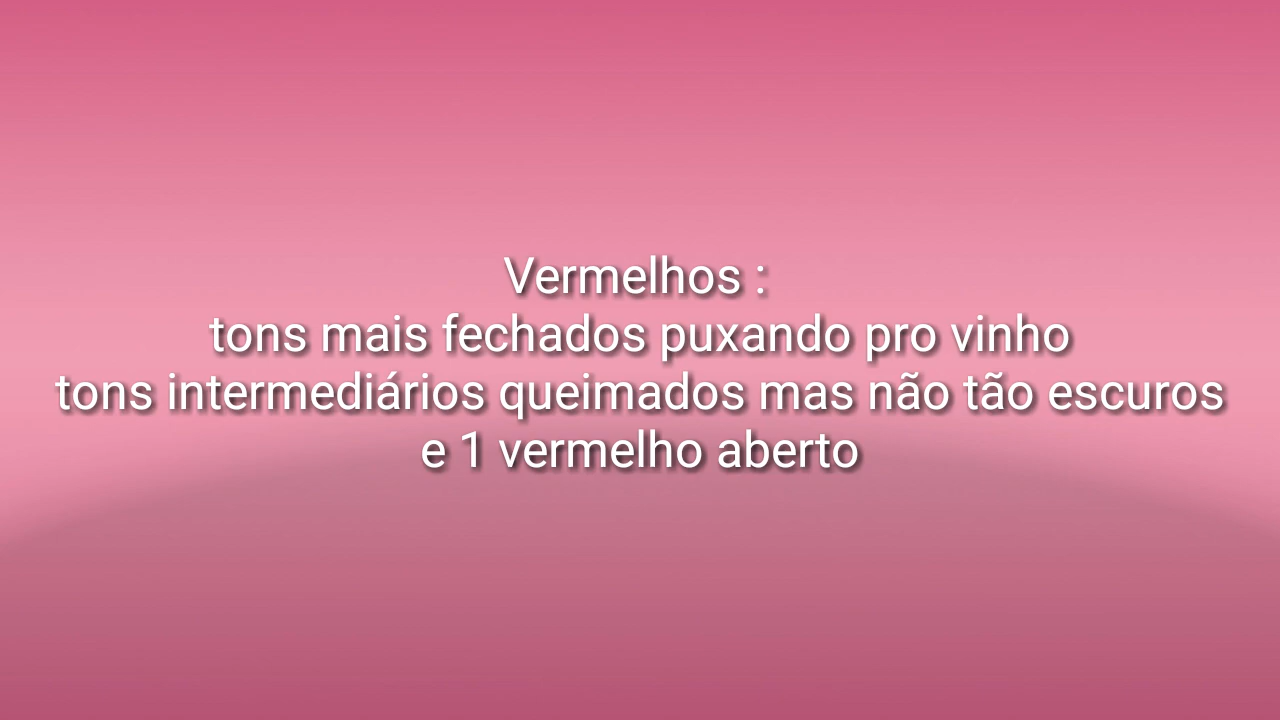 Vermelhos :
tons mais fechados puxando pro vinho
tons intermediários queimados mas não tão escuros
e 1 vermelho aberto